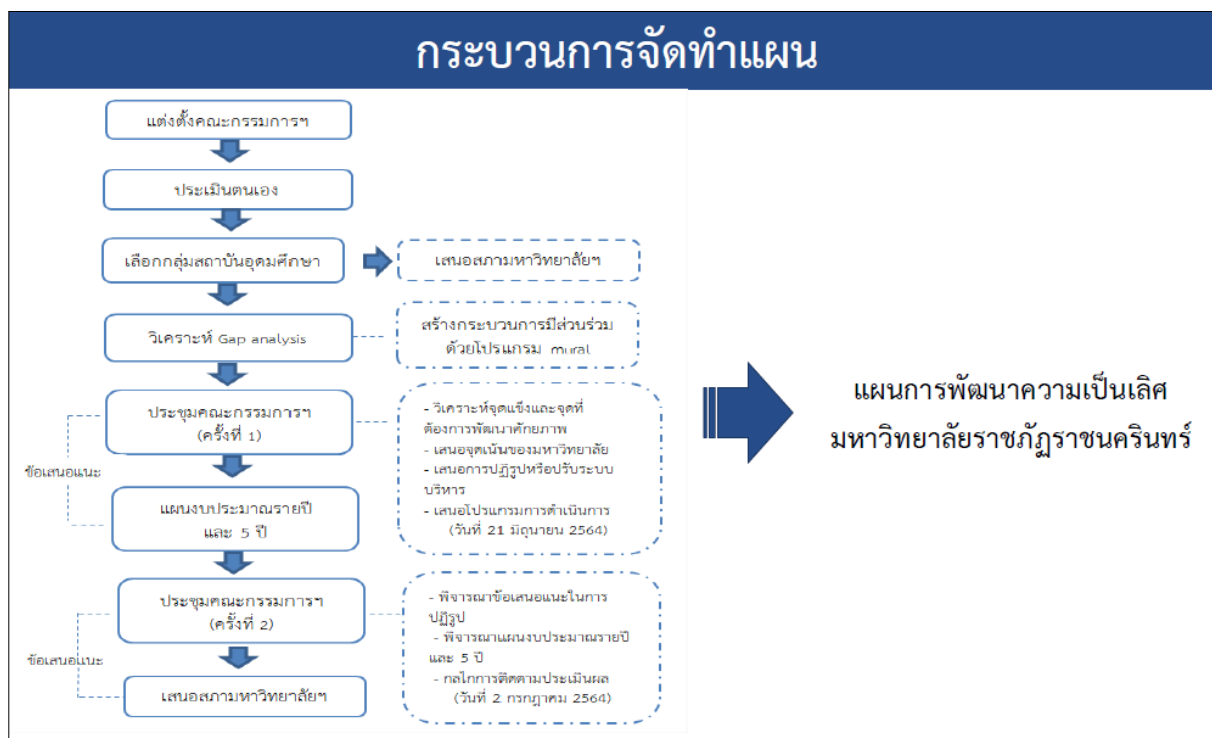 กระบวนการจัดทำแผน
แต่งตั้งคณะกรรมการฯ
ประเมินตนเอง
เลือกกลุ่มสถาบันอุดมศึกษา
เสนอสภามหาวิทยาลัยฯ
วิเคราะห์ Gap analysis
สร้างกระบวนการมีส่วนร่วม
ด้วยโปรแกรม mural
ประชุมคณะกรรมการฯ
(ครั้งที่ 1)
- วิเคราะห์จุดแข็งและจุดที่
ต้องการพัฒนาศักยภาพ
- เสนอจุดเน้นของมหาวิทยาลัย
- เสนอการปฏิรูปหรือปรับระบบ
บริหาร
- เสนอโปรแกรมการดำเนินการ
(วันที่ 21 มิถุนายน 2564)
ข้อเสนอแนะ
แผนงบประมาณรายปี
และ 5 ปี
ประชุมคณะกรรมการฯ
(ครั้งที่ 2)
- พิจารณาข้อเสนอแนะในการ
ปฏิรูป
- พิจารณาแผนงบประมาณรายปี
และ 5 ปี
- กลไกการติดตามประเมินผล
(วันที่ 2 กรกฎาคม 2564)
ข้อเสนอแนะ
เสนอสภามหาวิทยาลัยฯ
แผนการพัฒนาความเป็นเลิศ
มหาวิทยาลัยราชภัฏราชนครินทร์